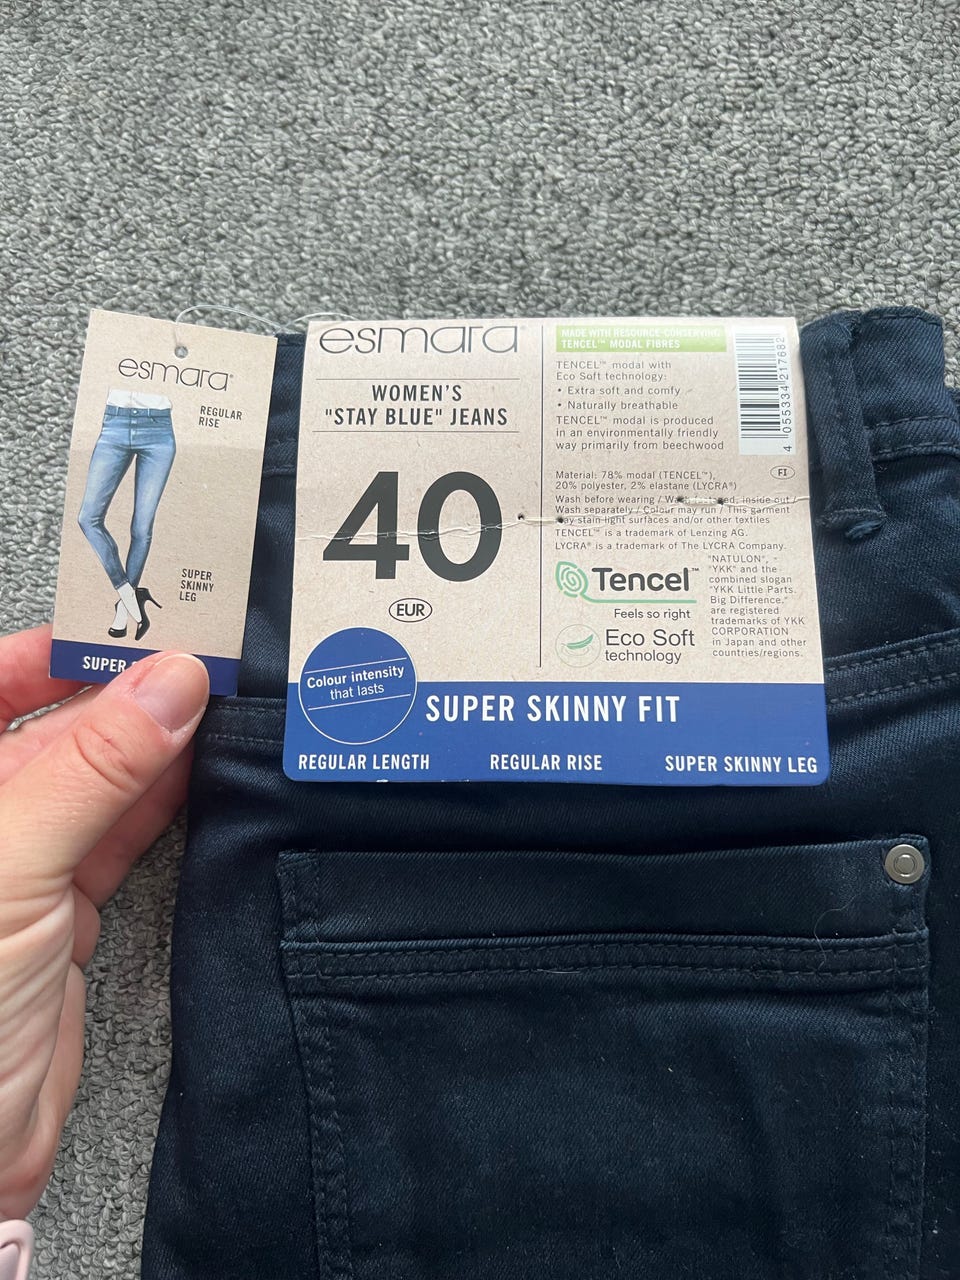 esmara®
REGULAR
RISE
SUPER
SKINNY
LEG
SUPER
esmara
WOMEN'S
"STAY BLUE" JEANS
40
EUR
Colour intensity
that lasts
SUPER SKINNY FIT
REGULAR LENGTH
REGULAR RISE
SUPER SKINNY LEG
MADE WITH RESOURCE-CONSERVING
TENCEL™ MODAL FIBRES
TENCEL™ modal with
Eco Soft technology:
• Extra soft and comfy
• Naturally breathable
TENCEL™ modal is produced
in an environmentally friendly
way primarily from beechwood
4 055334 217682
FI
Material: 78% modal (TENCEL™),
20% polyester, 2% elastane (LYCRA®)
Wash before wearing / Wash inside out /
Wash separately / Colour may run / This garment
may stain light surfaces and/or other textiles
TENCEL™ is a trademark of Lenzing AG.
LYCRA® is a trademark of The LYCRA Company.
Tencel™
Feels so right
Eco Soft
technology
"NATULON",
"YKK" and the
combined slogan
"YKK Little Parts.
Big Difference."
are registered
trademarks of YKK
CORPORATION
in Japan and other
countries/regions.